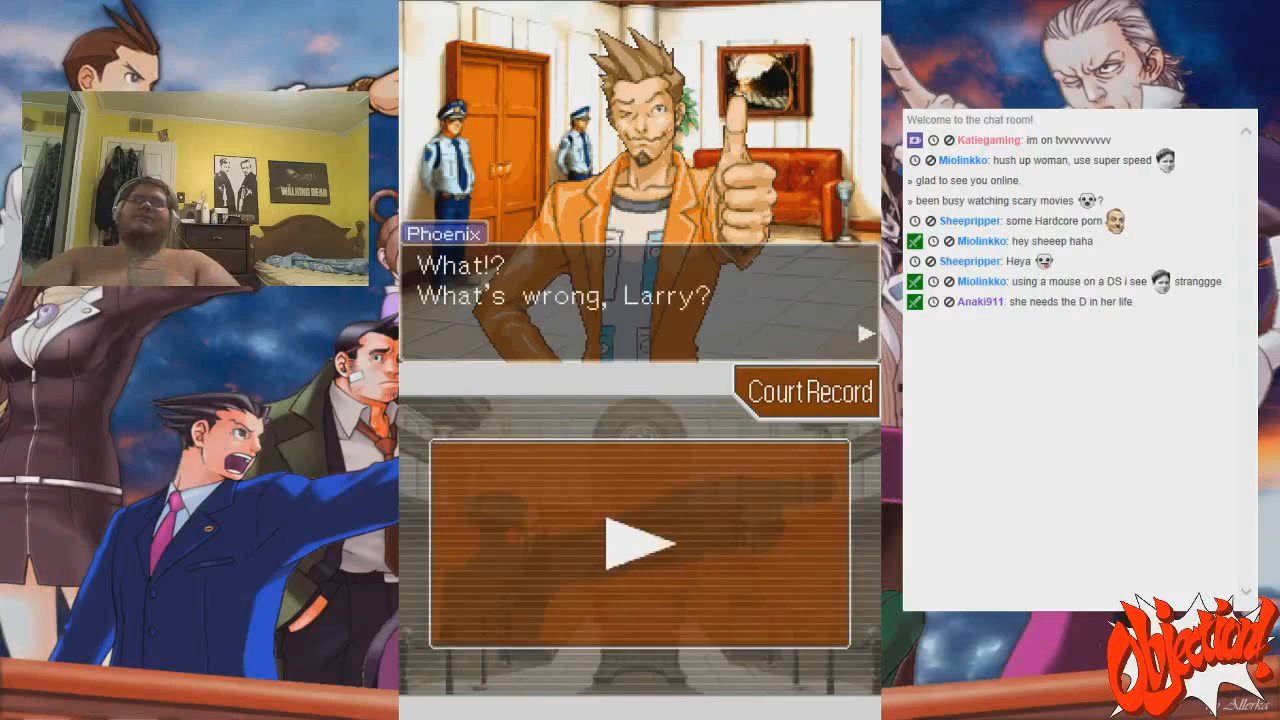 THE
WALKING DEAD
Phoenix
What!?
What's wrong, Larry?
Court Record
Welcome to the chat room!
Katiegaming: im on tvvvvvvvvv
Miolinkko: hush up woman, use super speed
» glad to see you online.
» been busy watching scary movies ?
Sheepripper: some Hardcore porn
Miolinkko: hey sheeep haha
Sheepripper: Heya
Miolinkko: using a mouse on a DS i see stranggge
Anaki911: she needs the D in her life
Objection!
Allerka